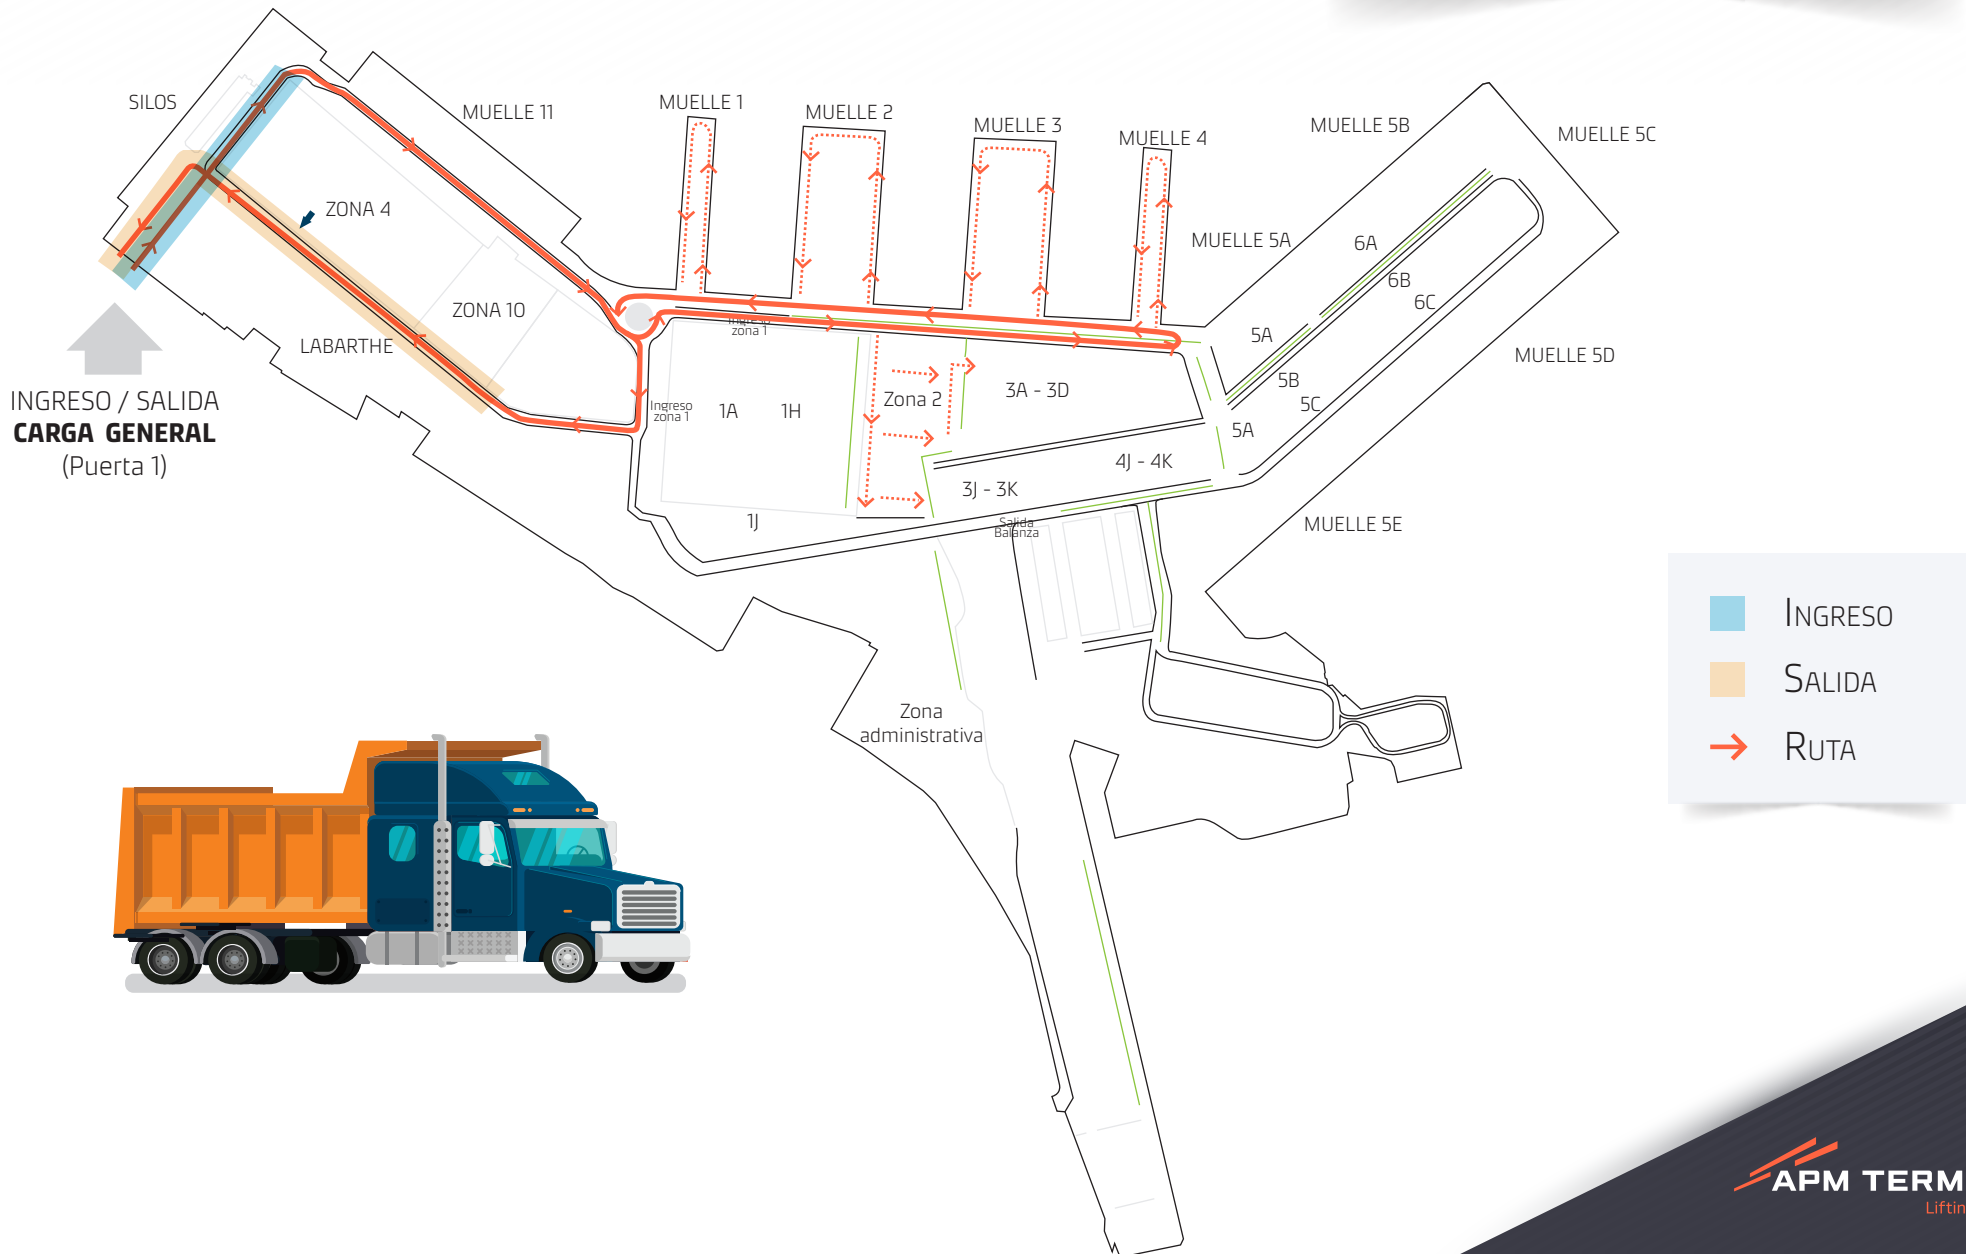 SILOS
MUELLE 11
MUELLE 1
MUELLE 2
MUELLE 3
MUELLE 4
MUELLE 5B
MUELLE 5C
MUELLE 5A
MUELLE 5D
MUELLE 5E
ZONA 4
ZONA 10
LABARTHE
INGRESO / SALIDA
CARGA GENERAL
(Puerta 1)
Ingreso
zona 1
Ingreso
zona 1
1A
1H
1J
Zona 2
3A - 3D
3J - 3K
4J - 4K
5A
5A
5B
5C
6A
6B
6C
Salida
Balanza
Zona
administrativa
INGRESO
SALIDA
RUTA
APM TERM
Liftin